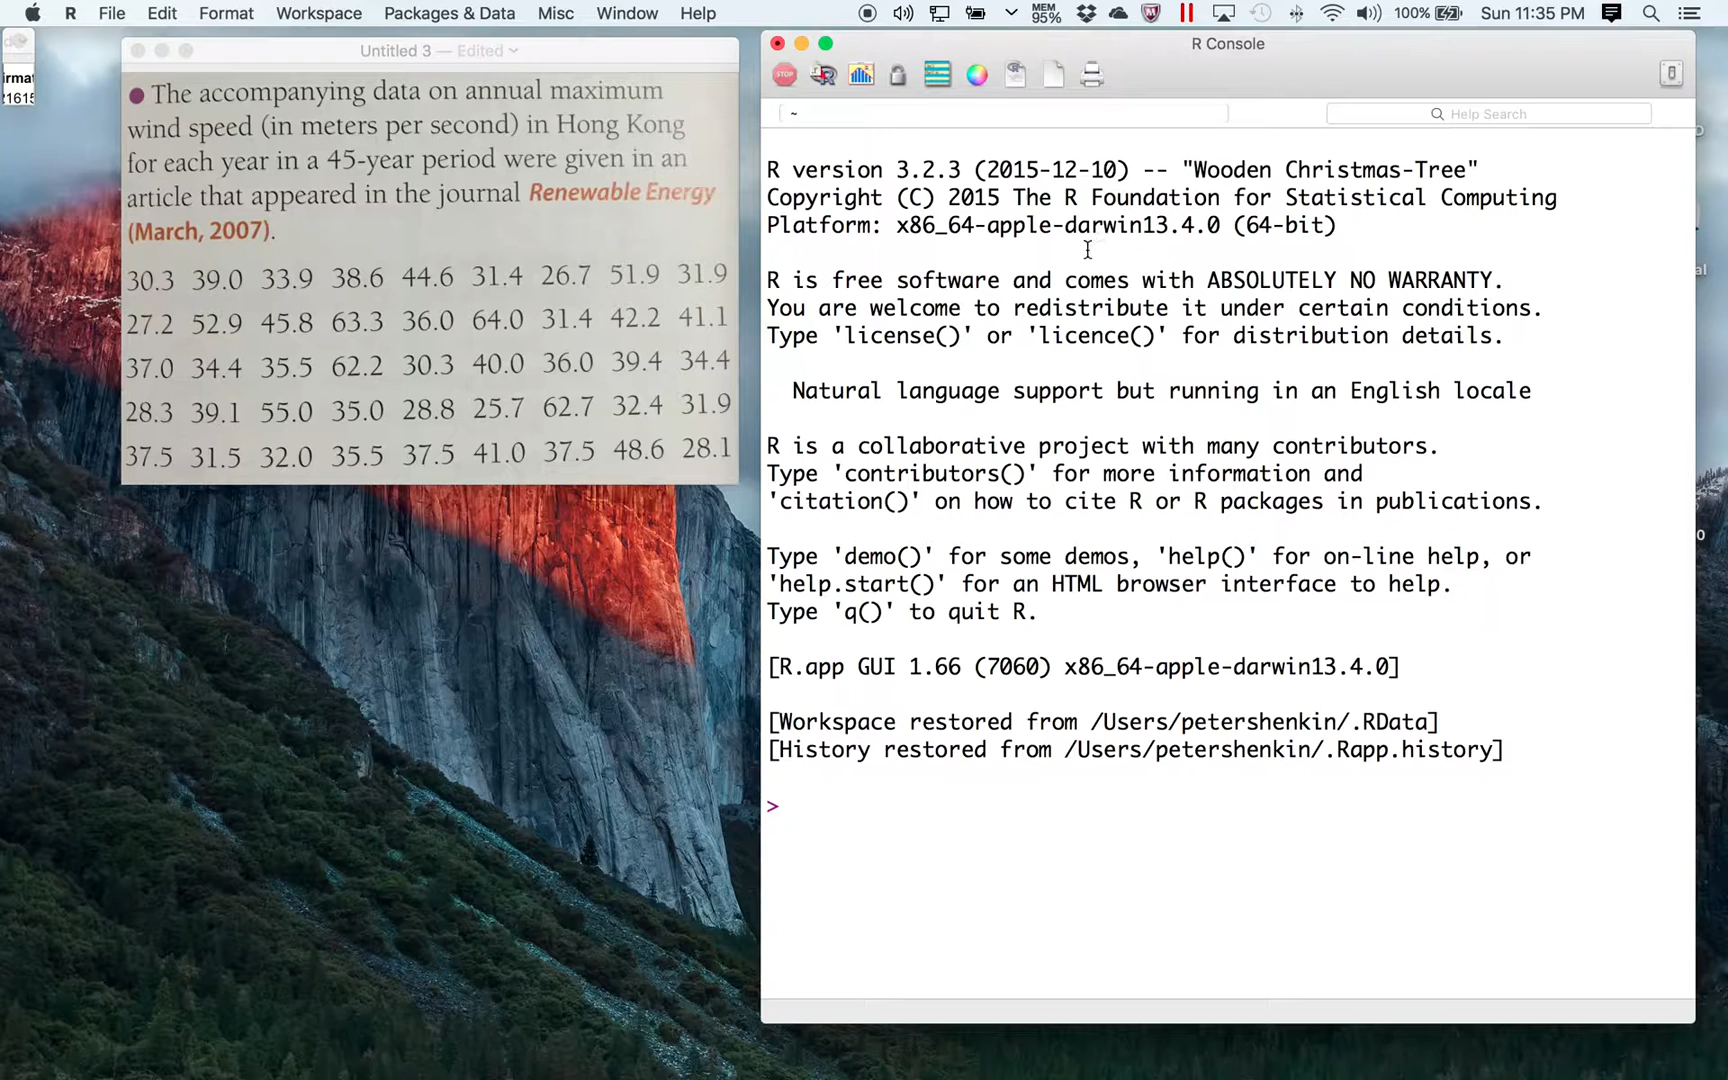 R File Edit Format Workspace Packages & Data Misc Window Help MEM 95% 100% Sun 11:35 PM
irmat
21615
Untitled 3 — Edited
● The accompanying data on annual maximum
wind speed (in meters per second) in Hong Kong
for each year in a 45-year period were given in an
article that appeared in the journal Renewable Energy
(March, 2007).
30.3 39.0 33.9 38.6 44.6 31.4 26.7 51.9 31.9
27.2 52.9 45.8 63.3 36.0 64.0 31.4 42.2 41.1
37.0 34.4 35.5 62.2 30.3 40.0 36.0 39.4 34.4
28.3 39.1 55.0 35.0 28.8 25.7 62.7 32.4 31.9
37.5 31.5 32.0 35.5 37.5 41.0 37.5 48.6 28.1
R Console
STOP
~
Help Search
R version 3.2.3 (2015-12-10) -- "Wooden Christmas-Tree"
Copyright (C) 2015 The R Foundation for Statistical Computing
Platform: x86_64-apple-darwin13.4.0 (64-bit)
R is free software and comes with ABSOLUTELY NO WARRANTY.
You are welcome to redistribute it under certain conditions.
Type 'license()' or 'licence()' for distribution details.
Natural language support but running in an English locale
R is a collaborative project with many contributors.
Type 'contributors()' for more information and
'citation()' on how to cite R or R packages in publications.
Type 'demo()' for some demos, 'help()' for on-line help, or
'help.start()' for an HTML browser interface to help.
Type 'q()' to quit R.
[R.app GUI 1.66 (7060) x86_64-apple-darwin13.4.0]
[Workspace restored from /Users/petershenkin/.RData]
[History restored from /Users/petershenkin/.Rapp.history]
>